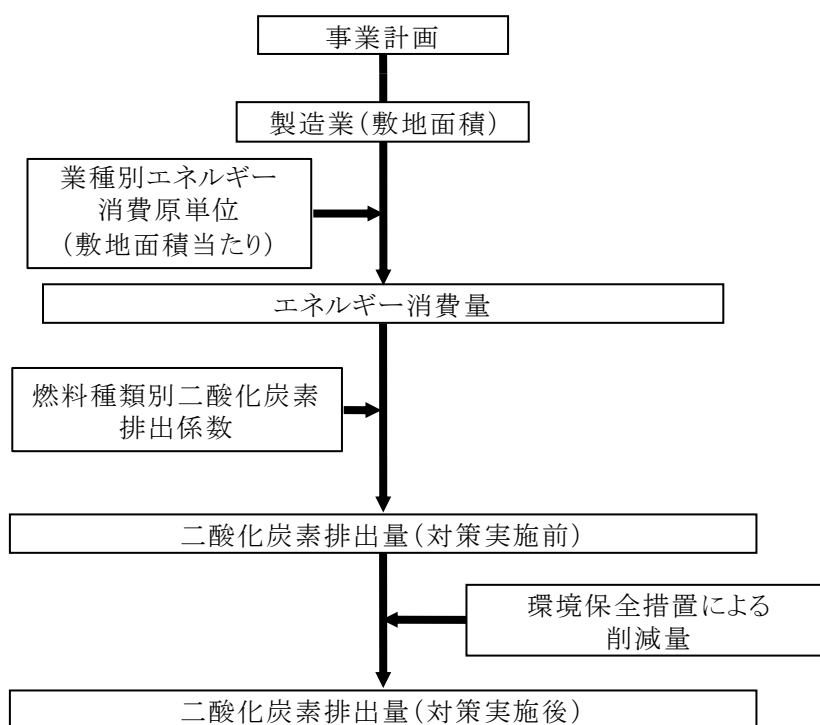 事業計画
製造業(敷地面積)
業種別エネルギー
消費原単位
(敷地面積当たり)
エネルギー消費量
燃料種類別二酸化炭素
排出係数
二酸化炭素排出量(対策実施前)
環境保全措置による
削減量
二酸化炭素排出量(対策実施後)